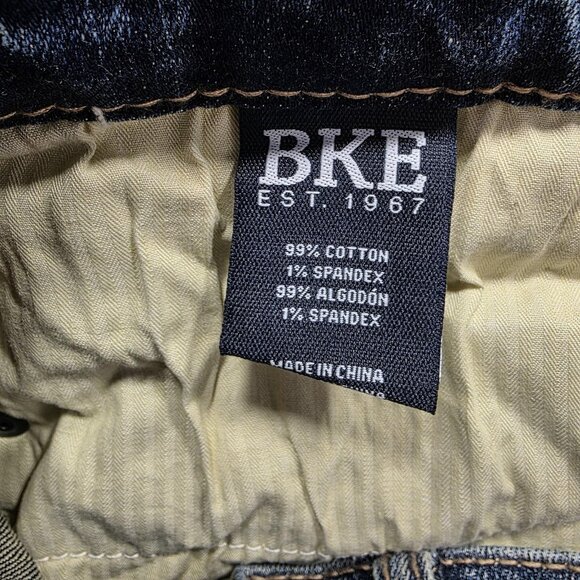 BKE
EST. 1967
99% COTTON
1% SPANDEX
99% ALGODÓN
1% SPANDEX
MADE IN CHINA